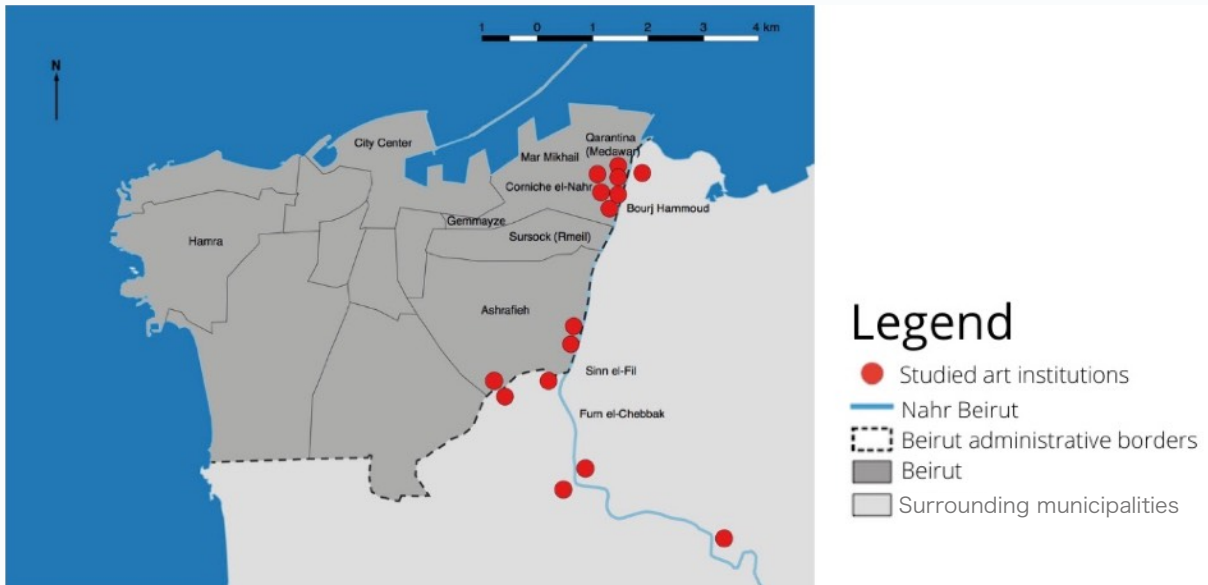 1 0 1 2 3 4 km
N
City Center
Qarantina
(Medawar)
Mar Mikhail
Corniche el-Nahr
Bourj Hammoud
Gemmayze
Sursock (Rmeil)
Hamra
Ashrafieh
Sinn el-Fil
Furn el-Chebbak
Legend
Studied art institutions
Nahr Beirut
Beirut administrative borders
Beirut
Surrounding municipalities